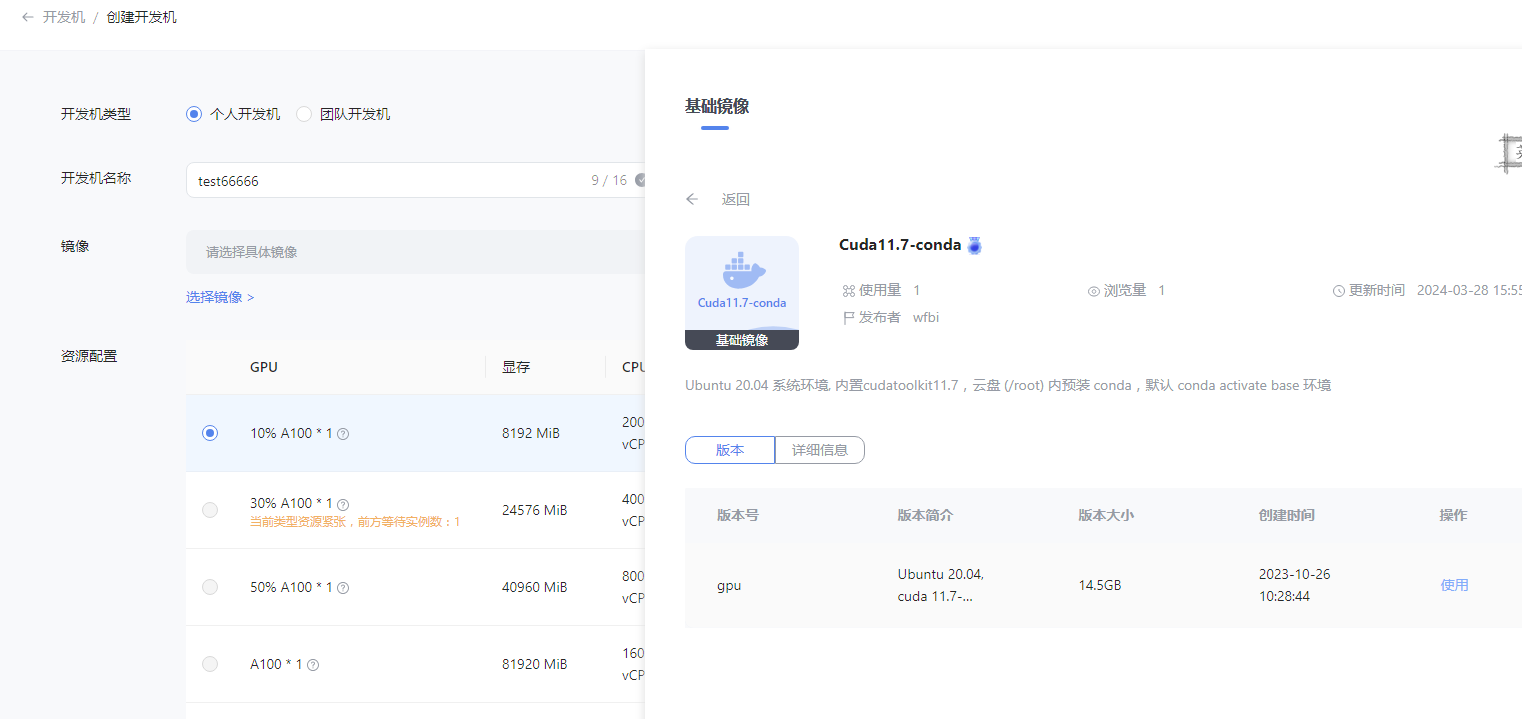 开发机 / 创建开发机
开发机类型
个人开发机
团队开发机
开发机名称
test66666
9 / 16
镜像
请选择具体镜像
选择镜像 >
资源配置
GPU
显存
10% A100 * 1
8192 MiB
200
30% A100 * 1
当前类型资源紧张，前方等待实例数：1
24576 MiB
400
50% A100 * 1
40960 MiB
800
A100 * 1
81920 MiB
160
基础镜像
返回
Cuda11.7-conda
基础镜像
Cuda11.7-conda
使用量 1
浏览量 1
更新时间 2024-03-28 15:55
发布者 wfbi
Ubuntu 20.04 系统环境, 内置cudatoolkit11.7，云盘 (/root) 内预装 conda，默认 conda activate base 环境
版本
详细信息
版本号
版本简介
版本大小
创建时间
操作
gpu
Ubuntu 20.04,
cuda 11.7-...
14.5GB
2023-10-26
10:28:44
使用